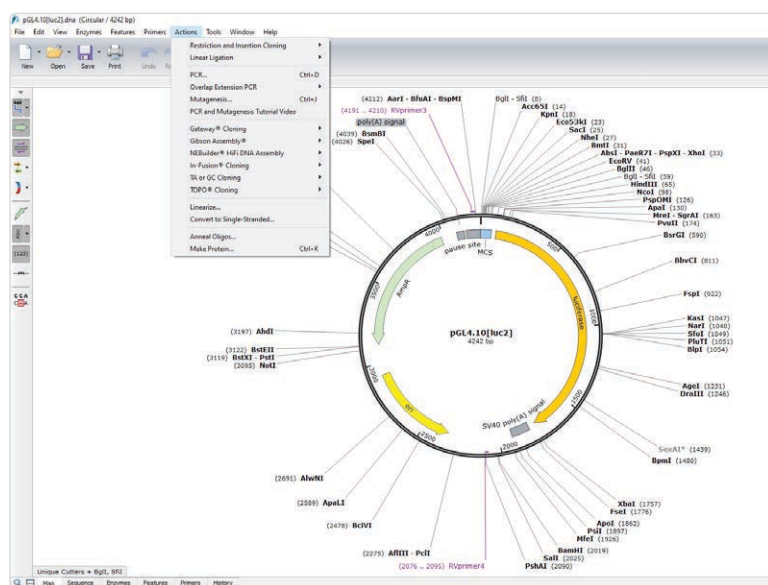 pGL4.10[luc2].dna (Circular / 4242 bp)
File Edit View Enzymes Features Primers Actions Tools Window Help
New Open Save Print Undo
Restriction and Insertion Cloning
Linear Ligation
PCR... Ctrl+D
Overlap Extension PCR
Mutagenesis... Ctrl+J
PCR and Mutagenesis Tutorial Video
Gateway® Cloning
Gibson Assembly®
NEBuilder® HiFi DNA Assembly
In-Fusion® Cloning
TA or GC Cloning
TOPO® Cloning
Linearize...
Convert to Single-Stranded...
Anneal Oligos...
Make Protein... Ctrl+K
(4212) AarI - BfuAI - BspMI
(4191 .. 4210) RVprimer3
poly(A) signal
(4039) BsmBI
(4026) SpeI
BglI - SfiI (8)
Acc65I (14)
KpnI (18)
Eco53kI (23)
SacI (25)
NheI (27)
BmtI (31)
AbsI - PaeR7I - PspXI - XhoI (33)
EcoRV (41)
BglII (46)
BglI - SfiI (59)
HindIII (65)
NcoI (98)
PspOMI (126)
ApaI (130)
MreI - SgrAI (163)
PvuII (174)
BsrGI (590)
BbvCI (811)
FspI (922)
KasI (1047)
NarI (1048)
SfoI (1049)
PluTI (1051)
BlpI (1054)
AgeI (1231)
DraIII (1246)
SexAI* (1439)
BpmI (1480)
XbaI (1757)
FseI (1776)
ApoI (1862)
PsiI (1897)
MfeI (1926)
BamHI (2019)
SalI (2025)
PshAI (2090)
(2076 .. 2095) RVprimer4
(2275) AflIII - PciI
(2478) BciVI
(2589) ApaLI
(2691) AlwNI
(3095) NotI
(3119) BstXI - PstI
(3122) BstEII
(3197) AhdI
pause site
MCS
luciferase
SV40 poly(A) signal
ori
AmpR
500
1000
1500
2000
2500
3000
3500
4000
pGL4.10[luc2]
4242 bp
Unique Cutters + BglI, SfiI
Map Sequence Enzymes Features Primers History